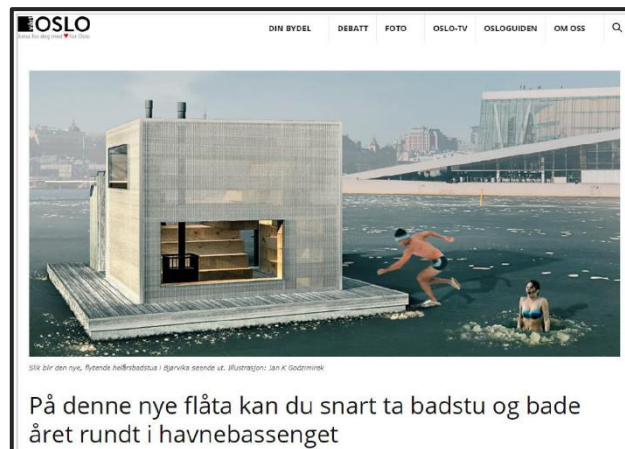 OSLO
DIN BYDEL DEBATT FOTO OSLO-TV OSLOGUIDEN OM OSS
Slik blir den nye, flytende helårsbadstua i Bjørvika seende ut. Illustrasjon: Jan K Godzimirek
På denne nye flåta kan du snart ta badstu og bade
året rundt i havnebassenget